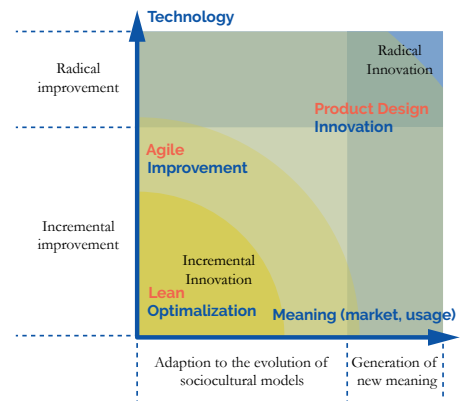 Technology
Radical
improvement
Radical
Innovation
Product Design
Innovation
Agile
Improvement
Incremental
improvement
Incremental
Innovation
Lean
Optimalization
Meaning (market, usage)
Adaption to the evolution of
sociocultural models
Generation of
new meaning